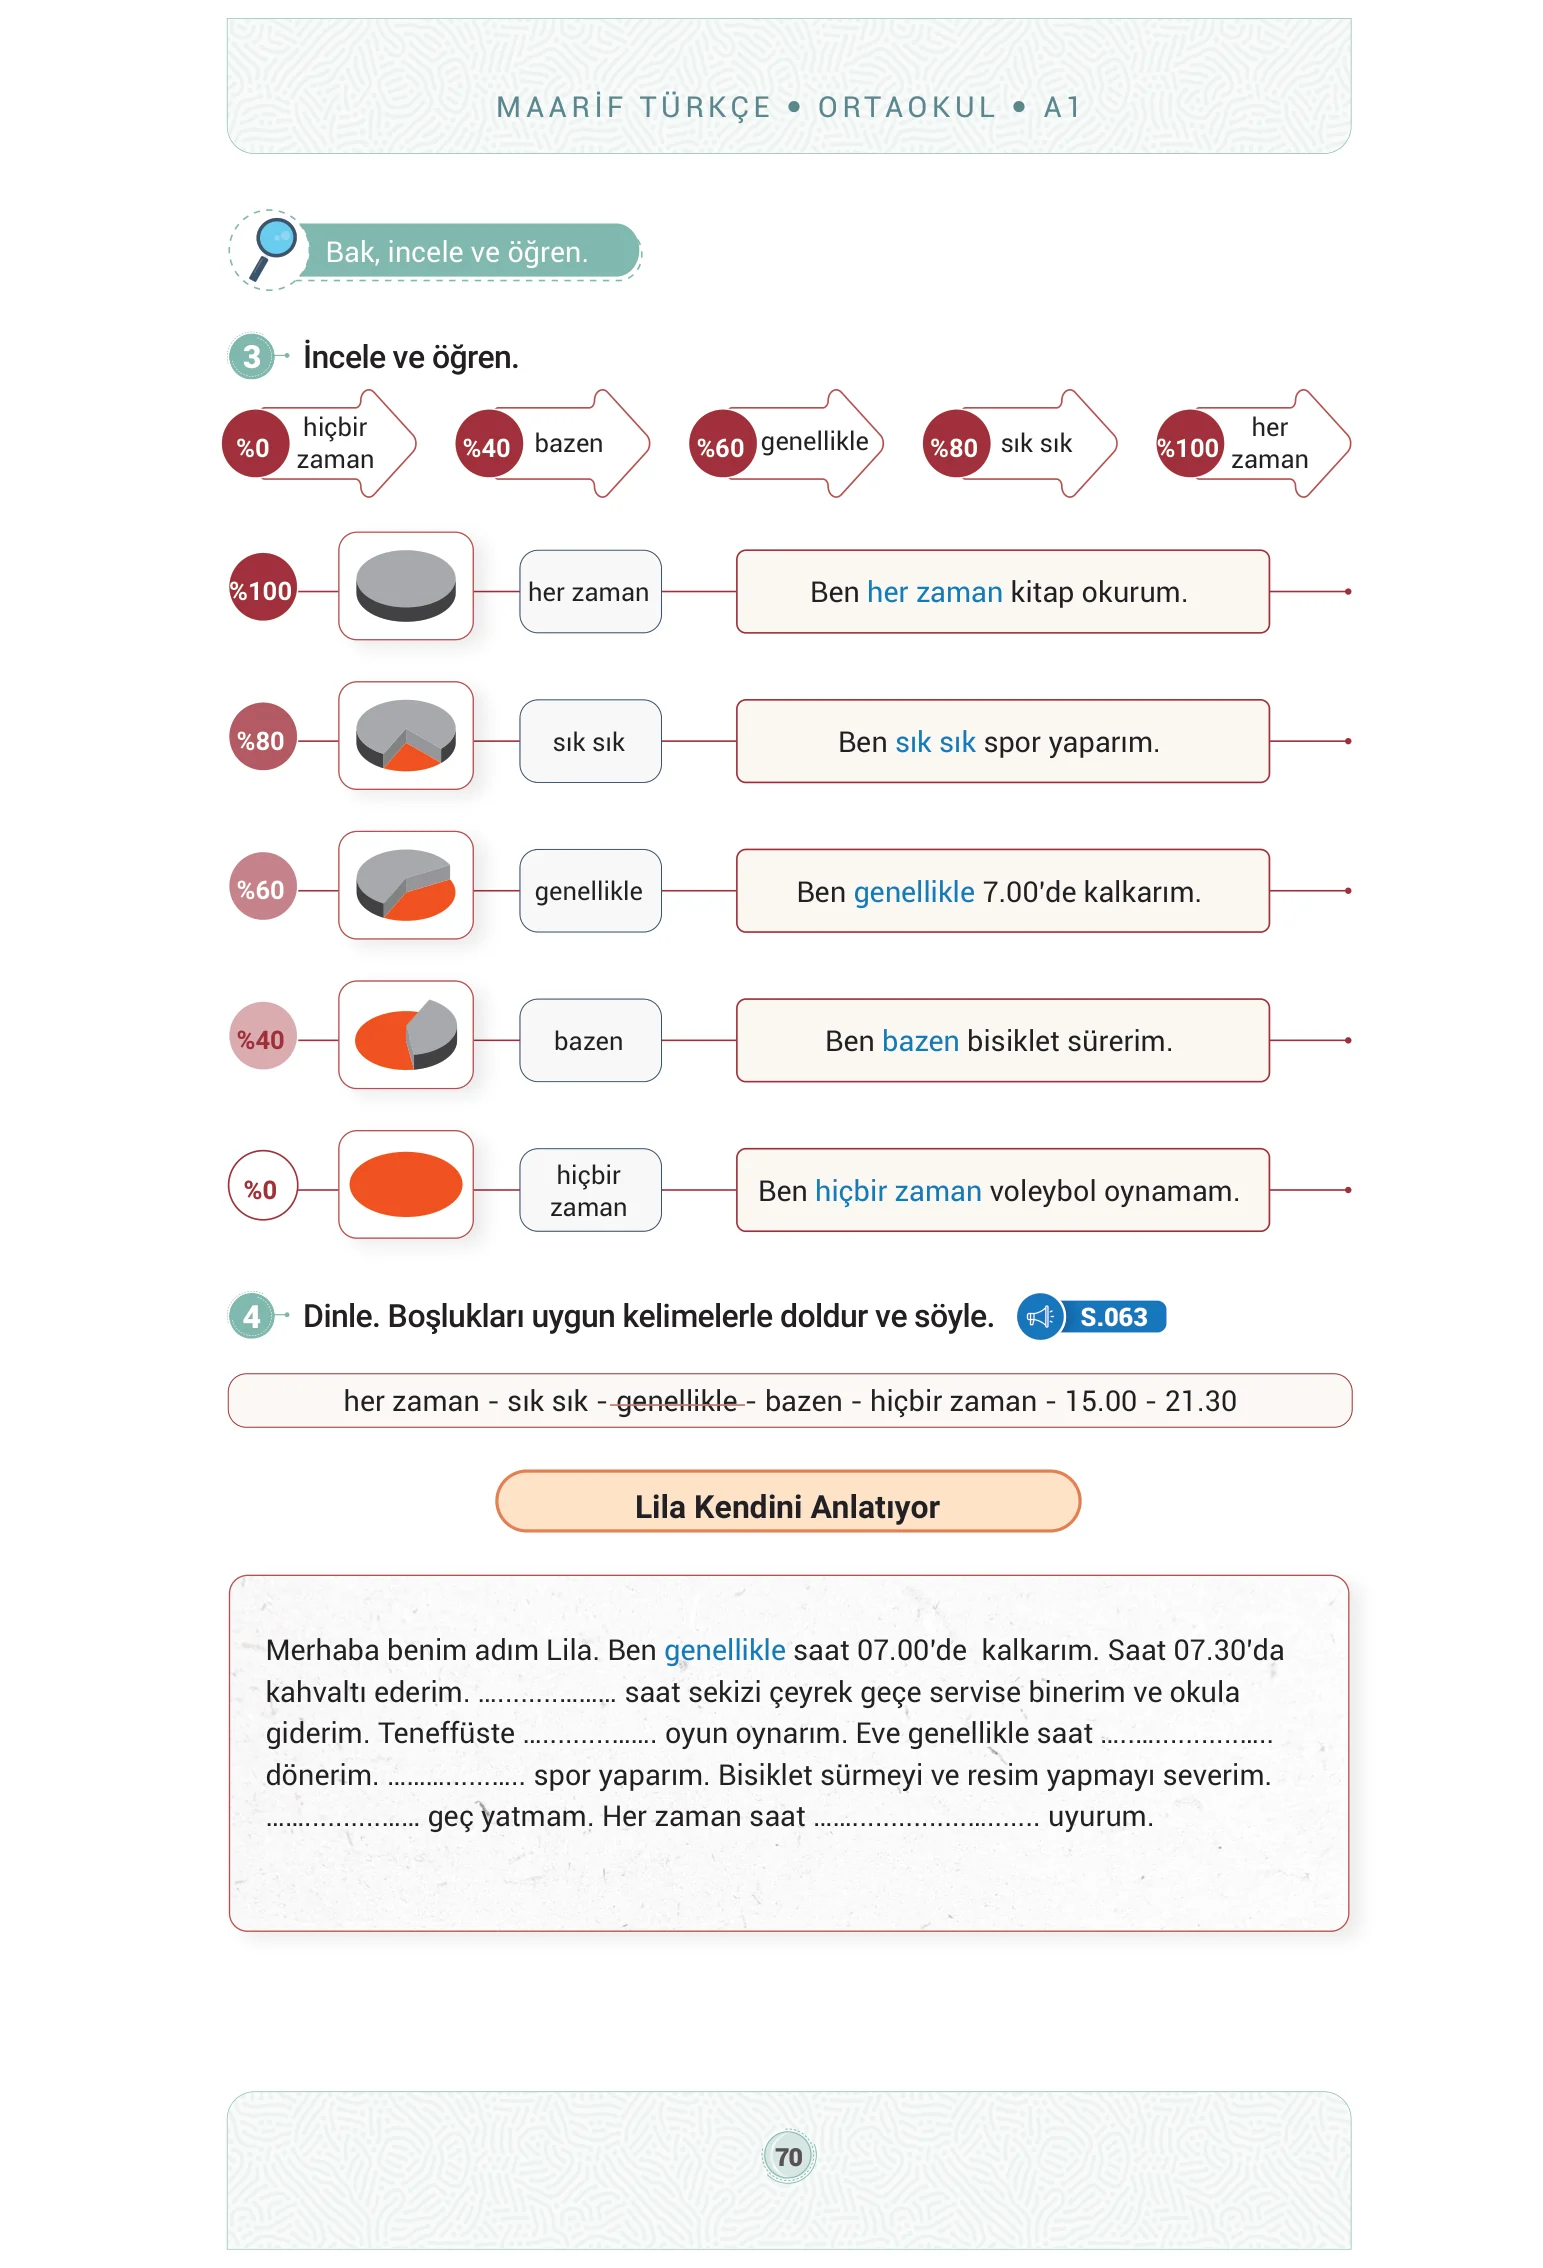 MAARİF TÜRKÇE • ORTAOKUL • A1
Bak, incele ve öğren.
3 İncele ve öğren.
%0 hiçbir zaman
%40 bazen
%60 genellikle
%80 sık sık
%100 her zaman
%100 her zaman Ben her zaman kitap okurum.
%80 sık sık Ben sık sık spor yaparım.
%60 genellikle Ben genellikle 7.00'de kalkarım.
%40 bazen Ben bazen bisiklet sürerim.
%0 hiçbir zaman Ben hiçbir zaman voleybol oynamam.
4 Dinle. Boşlukları uygun kelimelerle doldur ve söyle. S.063
her zaman - sık sık - genellikle - bazen - hiçbir zaman - 15.00 - 21.30
Lila Kendini Anlatıyor
Merhaba benim adım Lila. Ben genellikle saat 07.00'de kalkarım. Saat 07.30'da
kahvaltı ederim. .................... saat sekizi çeyrek geçe servise binerim ve okula
giderim. Teneffüste .................... oyun oynarım. Eve genellikle saat .........................
dönerim. .................... spor yaparım. Bisiklet sürmeyi ve resim yapmayı severim.
...................... geç yatmam. Her zaman saat ................................ uyurum.
70